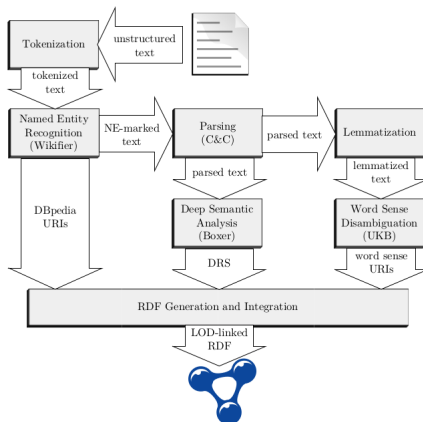 Tokenization
unstructured
text
tokenized
text
Named Entity
Recognition
(Wikifier)
NE-marked
text
Parsing
(C&C)
parsed text
Lemmatization
parsed text
lemmatized
text
DBpedia
URIs
Deep Semantic
Analysis
(Boxer)
Word Sense
Disambiguation
(UKB)
DRS
word sense
URIs
RDF Generation and Integration
LOD-linked
RDF